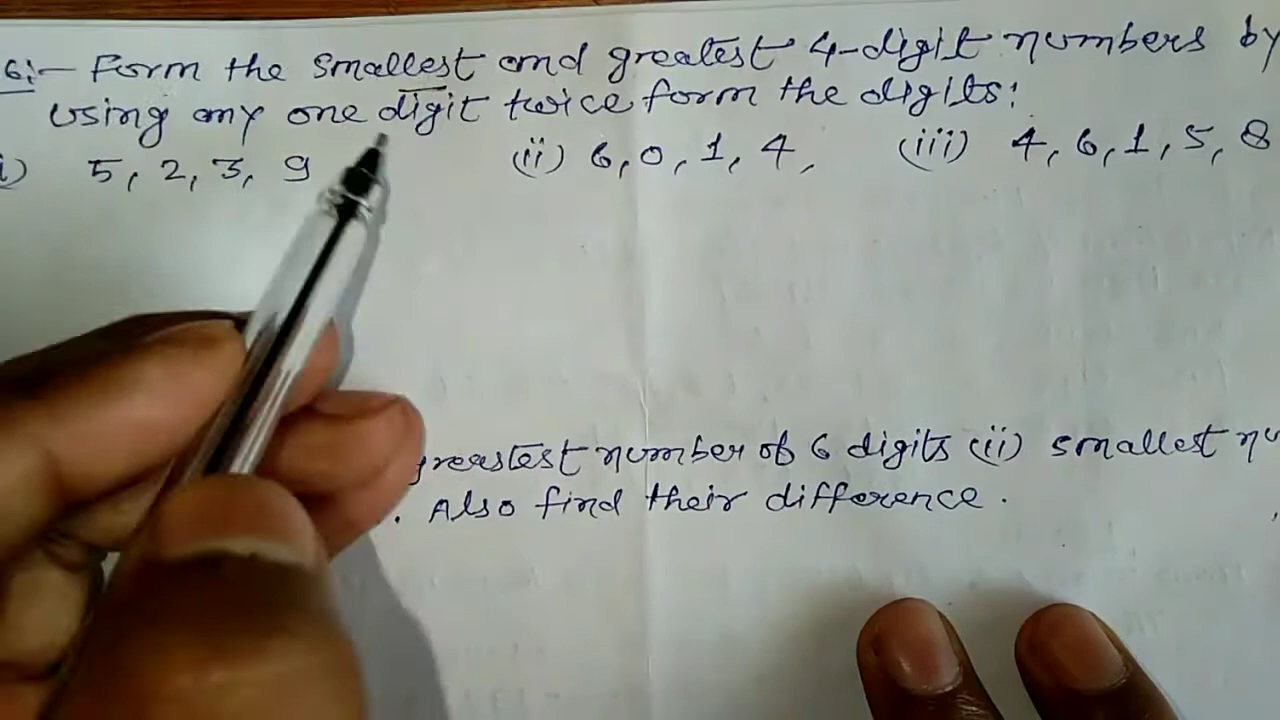 6:- Form the smallest and greatest 4-digit numbers by
using any one digit twice form the digits:
i) 5, 2, 3, 9 (ii) 6, 0, 1, 4, (iii) 4, 6, 1, 5, 8
greastest number of 6 digits (ii) smallest nu
. Also find their difference.